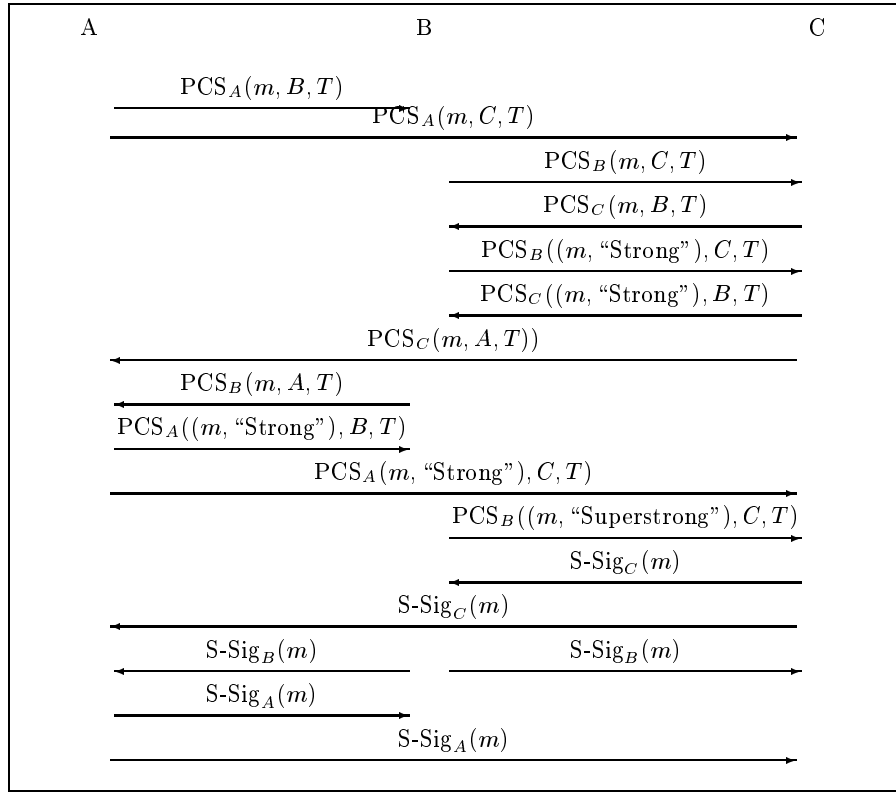 A B C
PCS_A(m, B, T)
PCS_A(m, C, T)
PCS_B(m, C, T)
PCS_C(m, B, T)
PCS_B((m, “Strong”), C, T)
PCS_C((m, “Strong”), B, T)
PCS_C(m, A, T))
PCS_B(m, A, T)
PCS_A((m, “Strong”), B, T)
PCS_A(m, “Strong”), C, T)
PCS_B((m, “Superstrong”), C, T)
S-Sig_C(m)
S-Sig_C(m)
S-Sig_B(m) S-Sig_B(m)
S-Sig_A(m)
S-Sig_A(m)